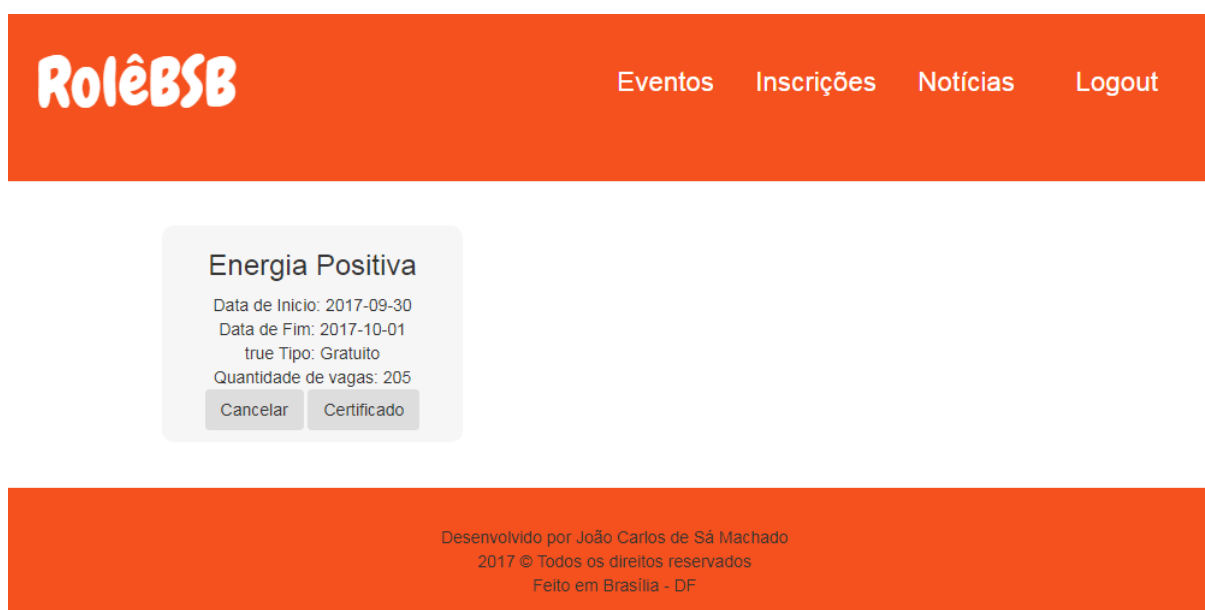 RolêBSB
Eventos Inscrições Notícias Logout
Energia Positiva
Data de Inicio: 2017-09-30
Data de Fim: 2017-10-01
true Tipo: Gratuito
Quantidade de vagas: 205
Cancelar Certificado
Desenvolvido por João Carlos de Sá Machado
2017 © Todos os direitos reservados
Feito em Brasília - DF